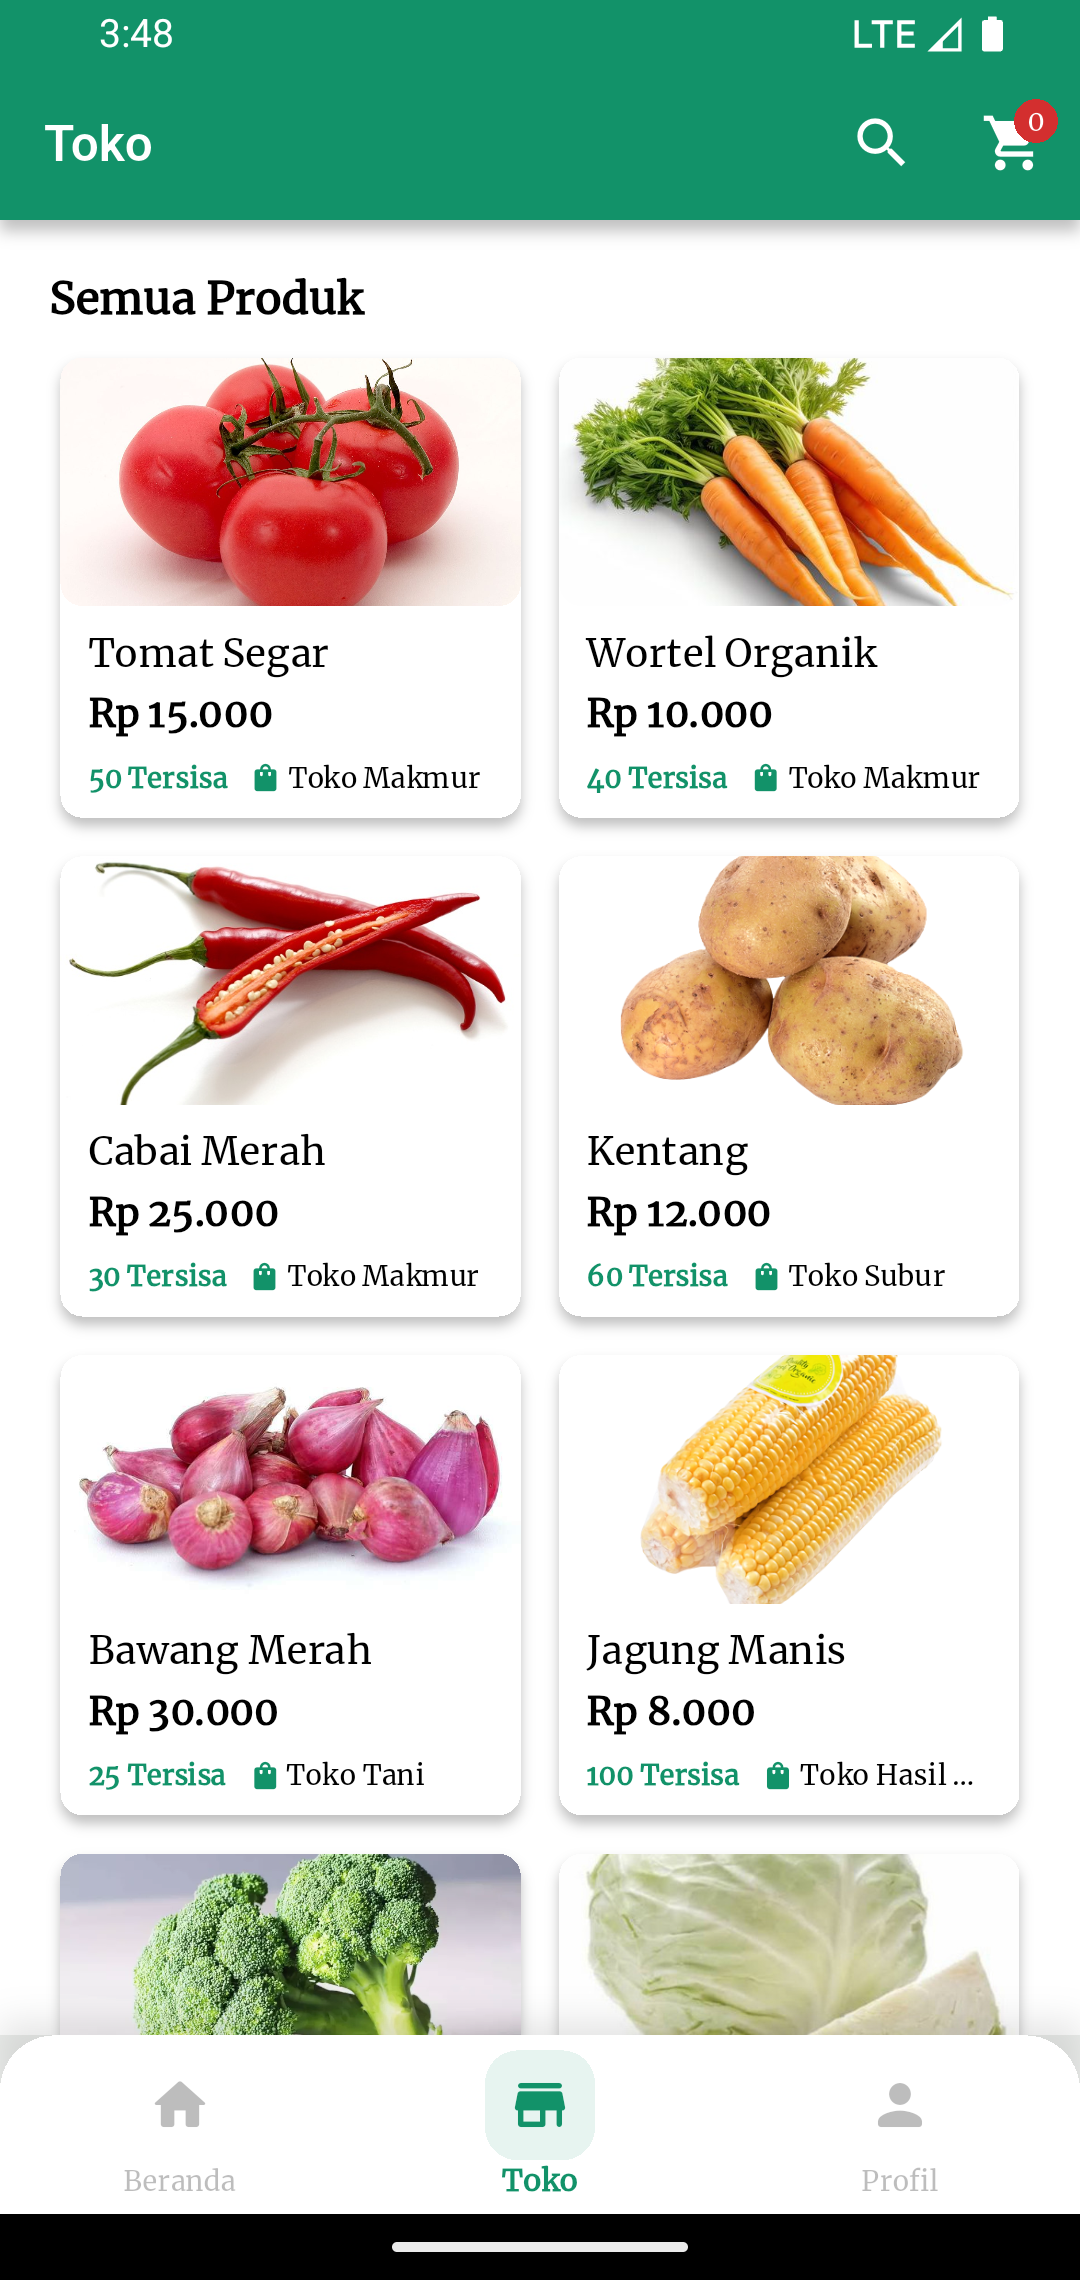 3:48
LTE
Toko
0
Semua Produk
Tomat Segar
Rp 15.000
50 Tersisa
Toko Makmur
Wortel Organik
Rp 10.000
40 Tersisa
Toko Makmur
Cabai Merah
Rp 25.000
30 Tersisa
Toko Makmur
Kentang
Rp 12.000
60 Tersisa
Toko Subur
Bawang Merah
Rp 30.000
25 Tersisa
Toko Tani
Jagung Manis
Rp 8.000
100 Tersisa
Toko Hasil ...
Beranda
Toko
Profil